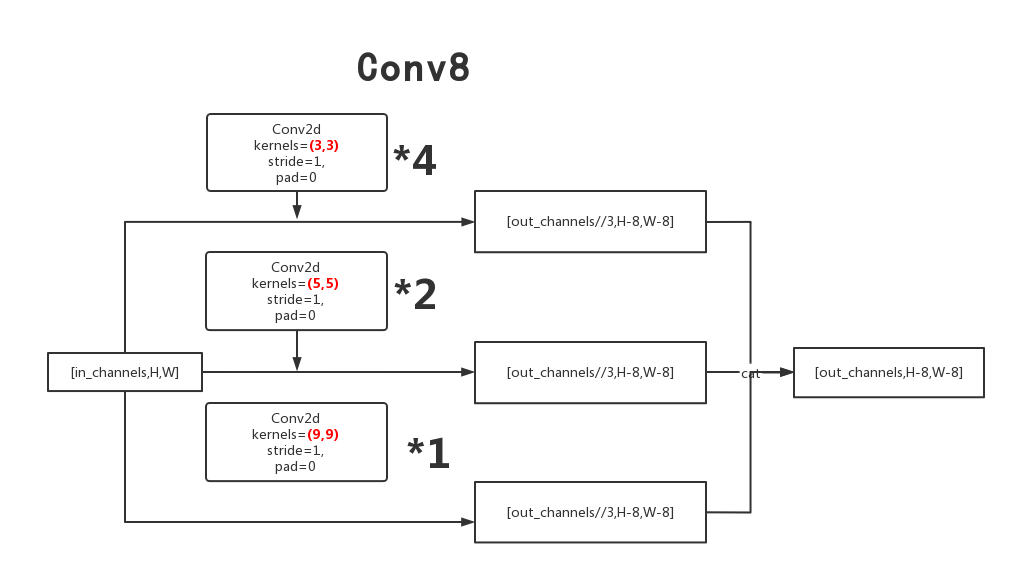 Conv8
Conv2d
kernels=(3,3)
stride=1,
pad=0
*4
[out_channels//3,H-8,W-8]
Conv2d
kernels=(5,5)
stride=1,
pad=0
*2
[in_channels,H,W]
[out_channels//3,H-8,W-8]
cat
[out_channels,H-8,W-8]
Conv2d
kernels=(9,9)
stride=1,
pad=0
*1
[out_channels//3,H-8,W-8]